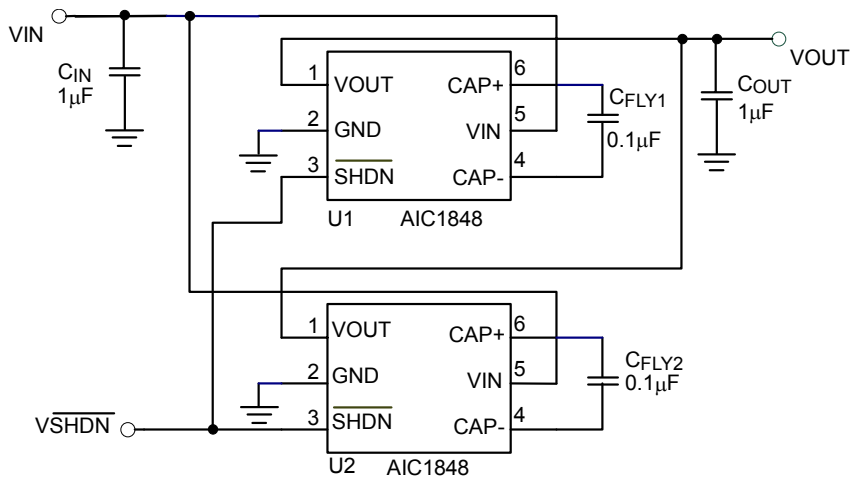 VIN
CIN
1μF
1
VOUT
2
GND
3
SHDN
CAP+
6
VIN
5
CAP-
4
U1
AIC1848
CFLY1
0.1μF
VOUT
COUT
1μF
1
VOUT
2
GND
3
SHDN
CAP+
6
VIN
5
CAP-
4
U2
AIC1848
CFLY2
0.1μF
VSHDN